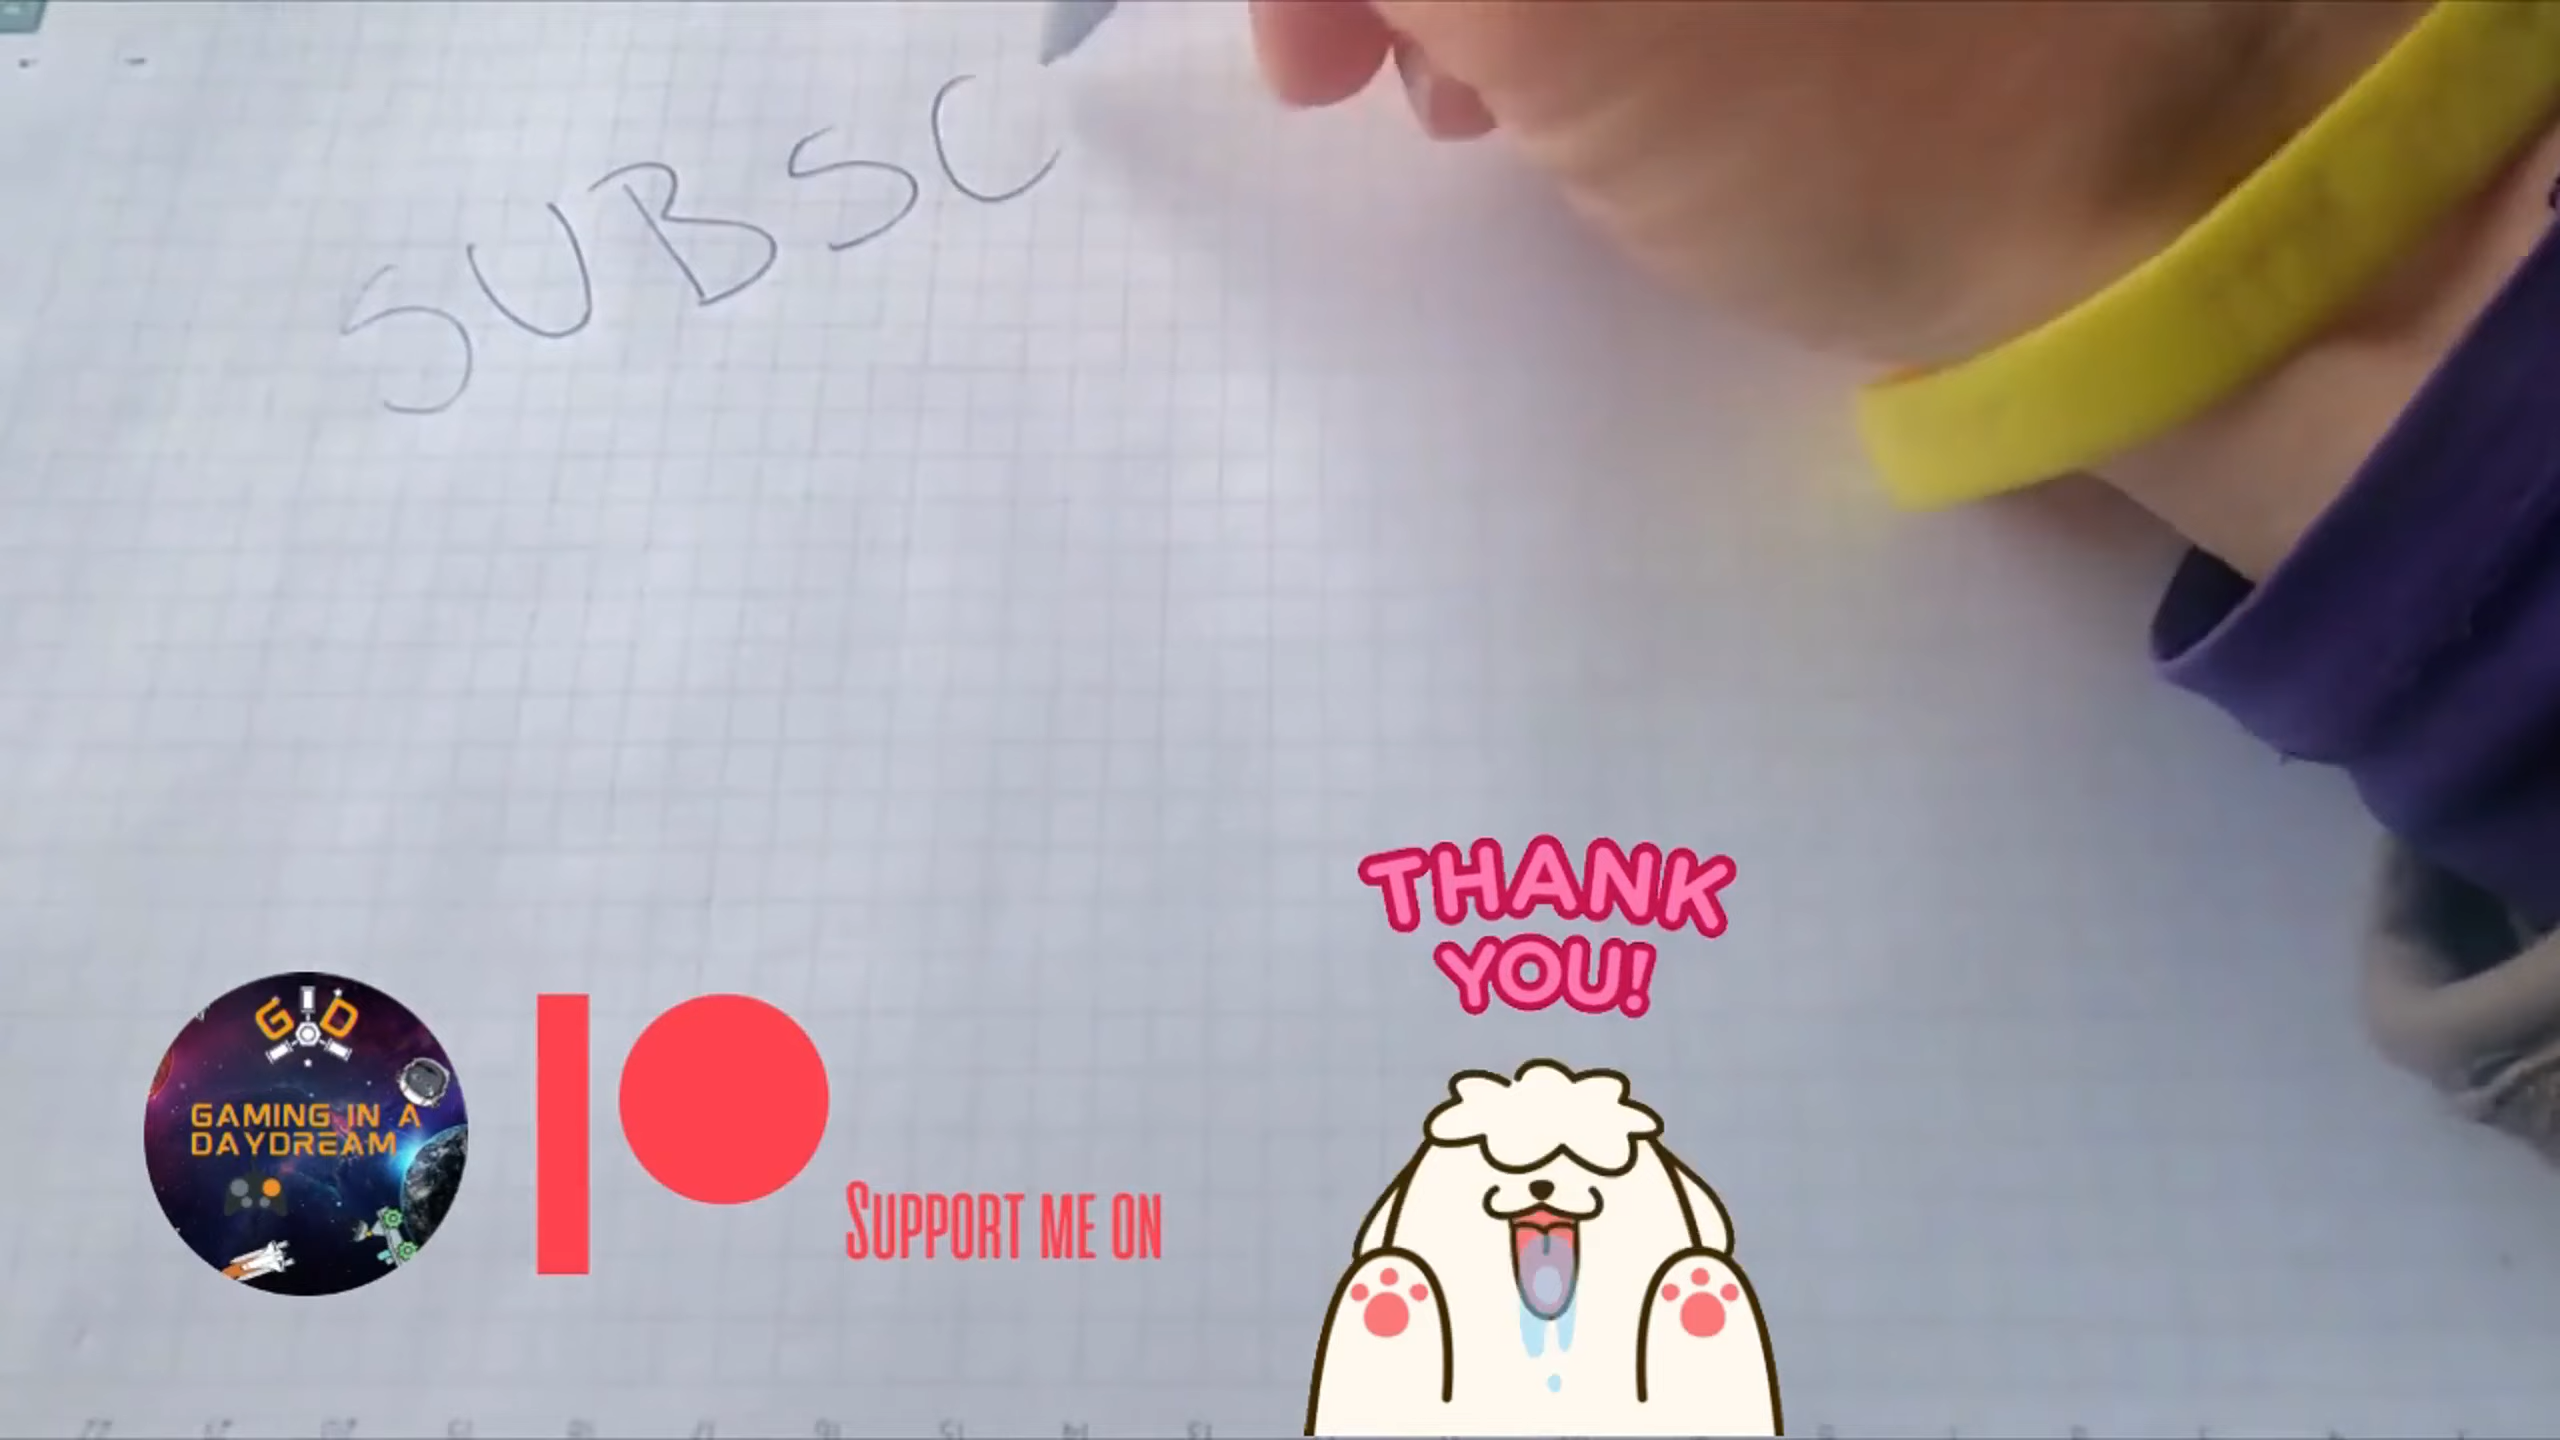 SUBSC
THANK
YOU!
G D
GAMING IN A
DAYDREAM
SUPPORT ME ON